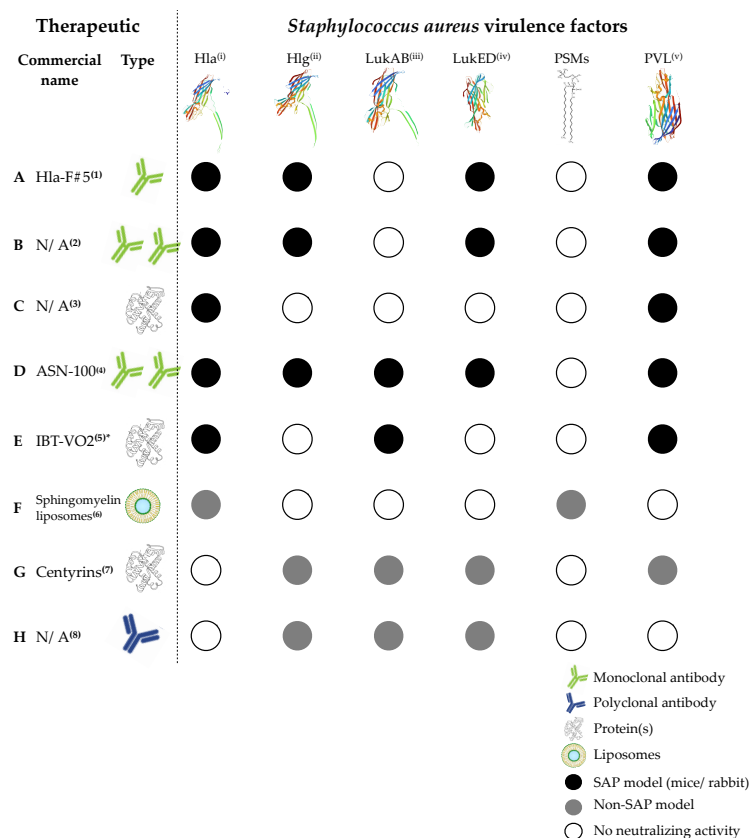 Therapeutic
Staphylococcus aureus virulence factors
Commercial name
Type
Hla(i)
Hlg(ii)
LukAB(iii)
LukED(iv)
PSMs
PVL(v)
A Hla-F#5(1)
B N/A(2)
C N/A(3)
D ASN-100(4)
E IBT-VO2(5)*
F Sphingomyelin
liposomes(6)
G Centyrins(7)
H N/A(8)
Monoclonal antibody
Polyclonal antibody
Protein(s)
Liposomes
SAP model (mice/ rabbit)
Non-SAP model
No neutralizing activity